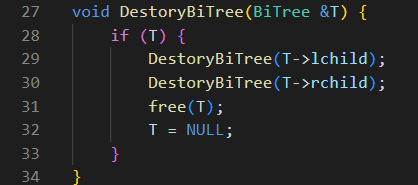 27 void DestoryBiTree(BiTree &T) {
28     if (T) {
29         DestoryBiTree(T->lchild);
30         DestoryBiTree(T->rchild);
31         free(T);
32         T = NULL;
33     }
34 }